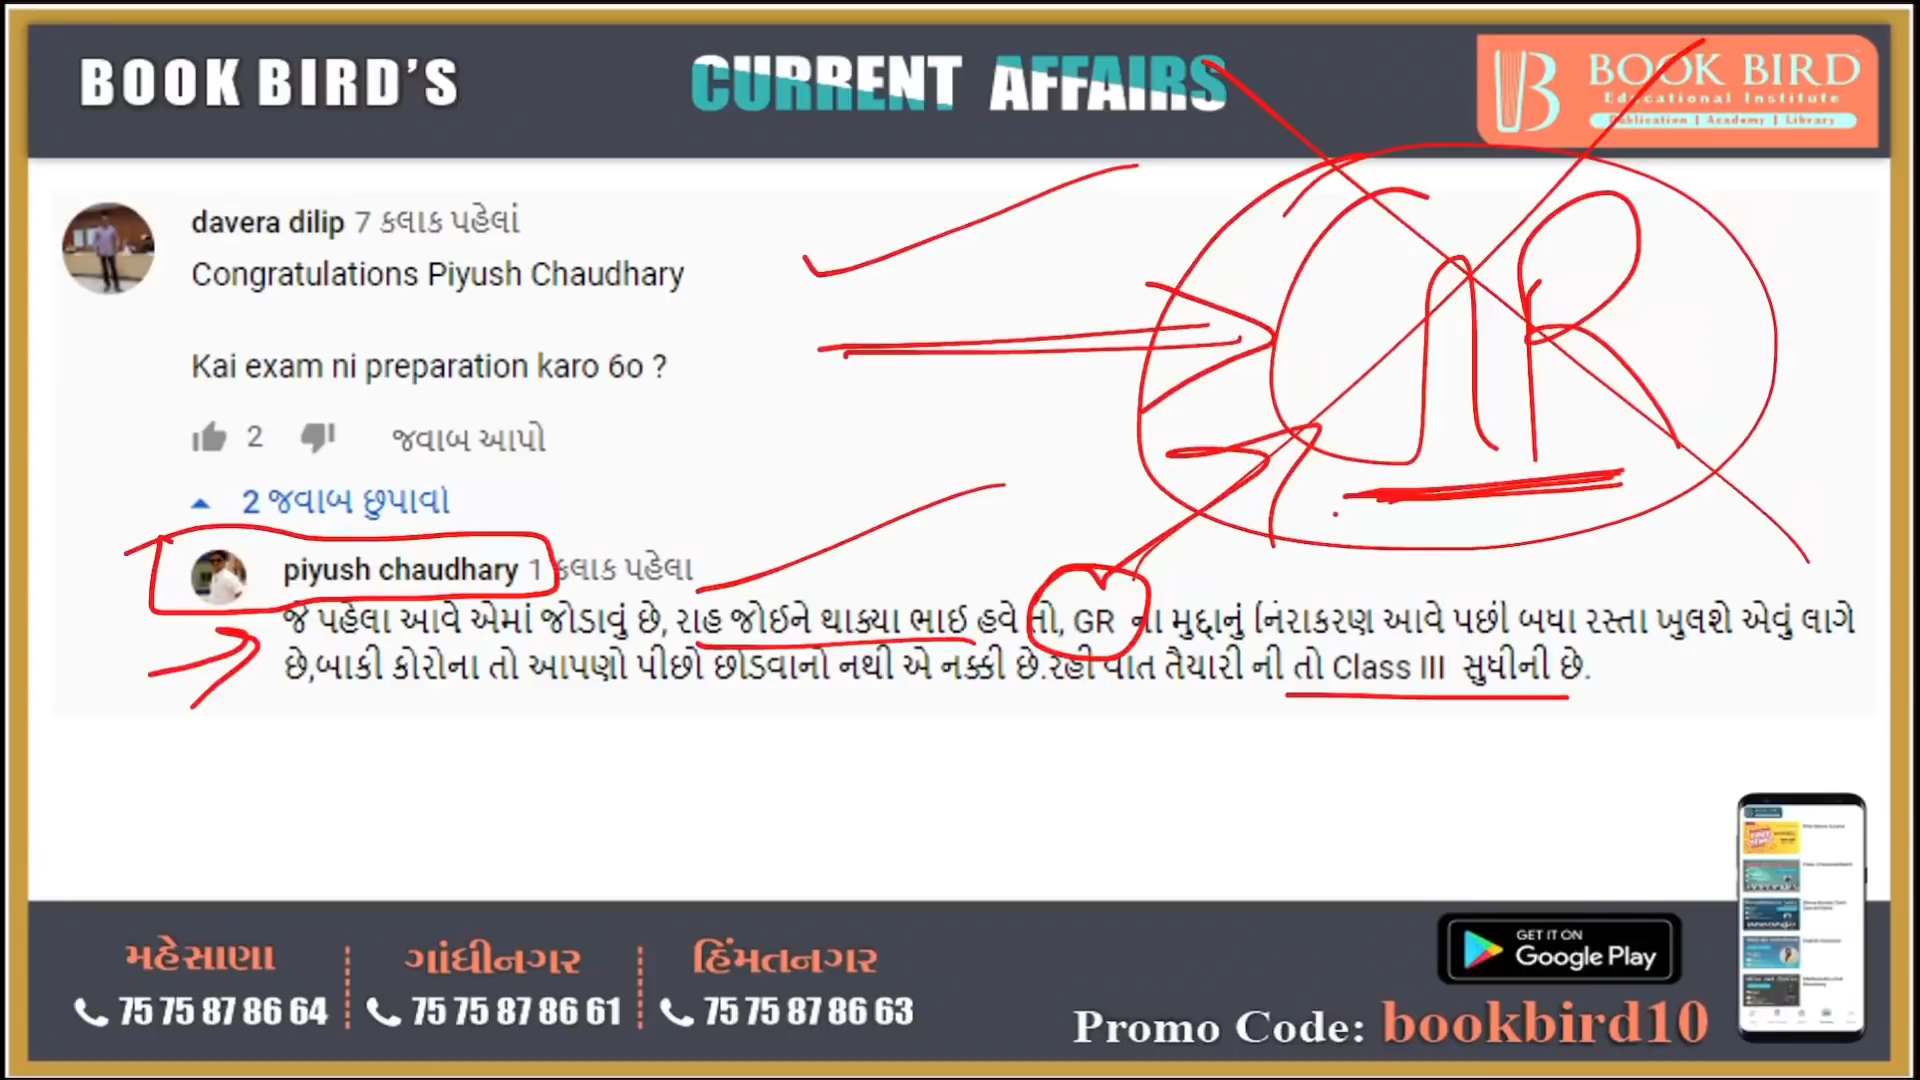 BOOK BIRD'S
CURRENT AFFAIRS
BOOK BIRD
Educational Institute
Publication | Academy | Library
davera dilip 7 કલાક પહેલાં
Congratulations Piyush Chaudhary
Kai exam ni preparation karo 6o ?
2 જવાબ આપો
2 જવાબ છુપાવો
piyush chaudhary 1 કલાક પહેલા
જે પહેલા આવે એમાં જોડાવું છે, રાહ જોઈને થાક્યા ભાઈ હવે તો, GR ના મુદ્દાનું નિરાકરણ આવે પછી બધા રસ્તા ખુલશે એવું લાગે
છે,બાકી કોરોના તો આપણો પીછો છોડવાનો નથી એ નક્કી છે.રહી વાત તૈયારી ની તો Class III સુધીની છે.
GR
મહેસાણા
75 75 87 86 64
ગાંધીનગર
75 75 87 86 61
હિંમતનગર
75 75 87 86 63
GET IT ON
Google Play
Promo Code: bookbird10